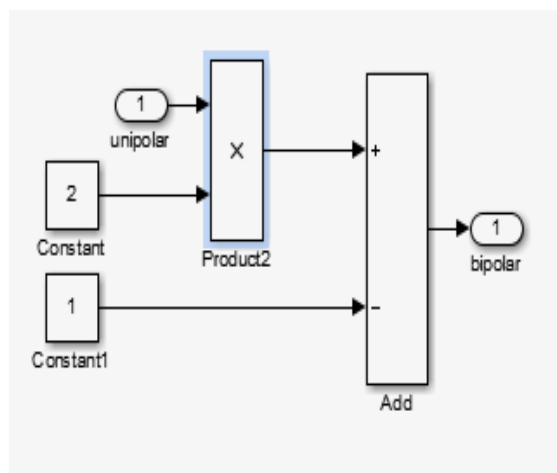 1
unipolar
2
Constant
X
Product2
1
Constant1
+
−
Add
1
bipolar